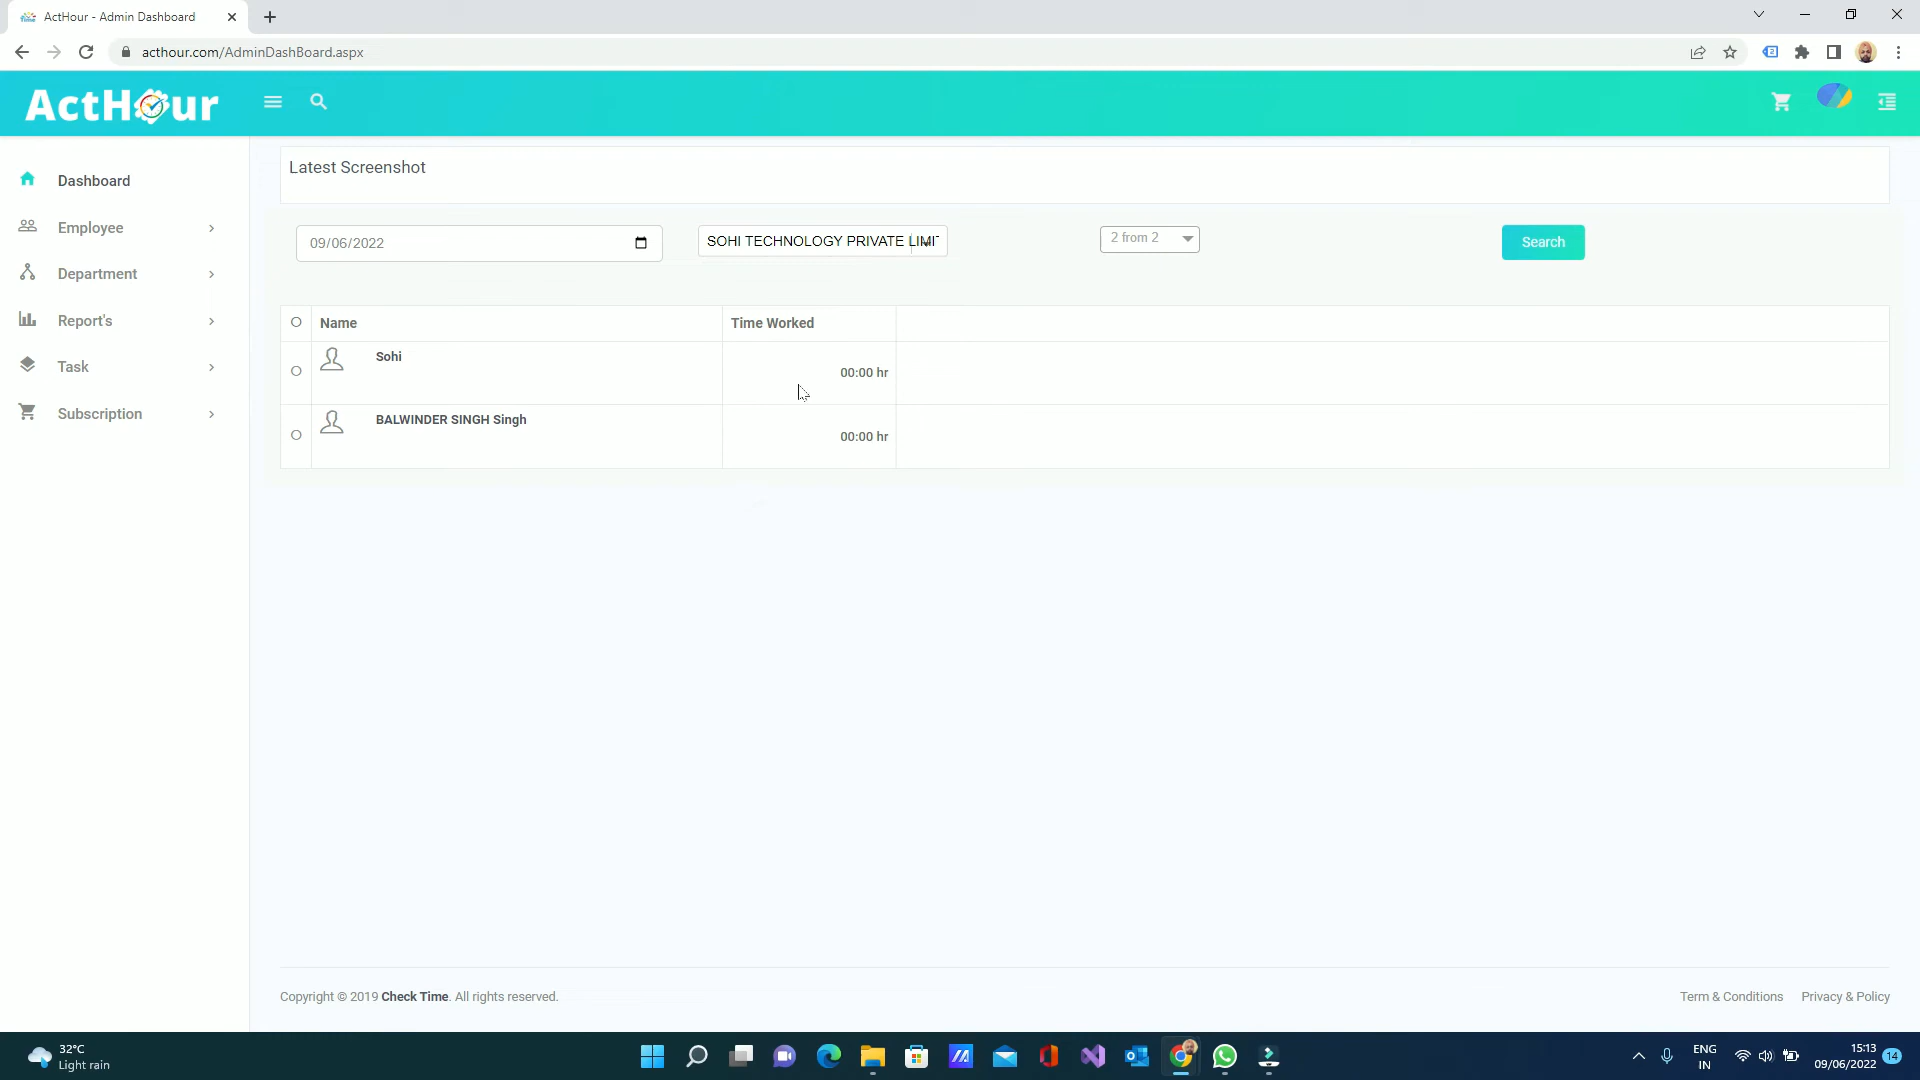 ActHour - Admin Dashboard
acthour.com/AdminDashBoard.aspx
ActHour
Dashboard
Employee
Department
Report's
Task
Subscription
Latest Screenshot
09/06/2022
SOHI TECHNOLOGY PRIVATE LIMIT
2 from 2
Search
Name
Time Worked
Sohi
00:00 hr
BALWINDER SINGH Singh
00:00 hr
Copyright © 2019 Check Time. All rights reserved.
Term & Conditions
Privacy & Policy
32°C
Light rain
ENG
IN
15:13
09/06/2022
14